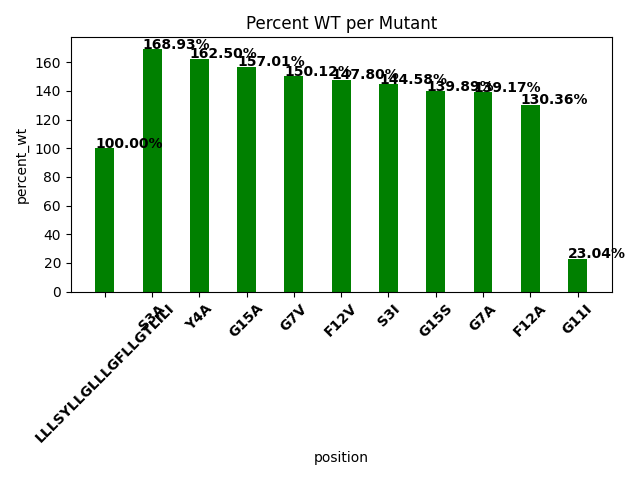 Percent WT per Mutant
percent_wt
160
140
120
100
80
60
40
20
0
100.00%
168.93%
162.50%
157.01%
150.12%
147.80%
144.58%
139.89%
139.17%
130.36%
23.04%
LLLSYLLGLLLGFLLGTLILI
S3A
Y4A
G15A
G7V
F12V
S3I
G15S
G7A
F12A
G11I
position